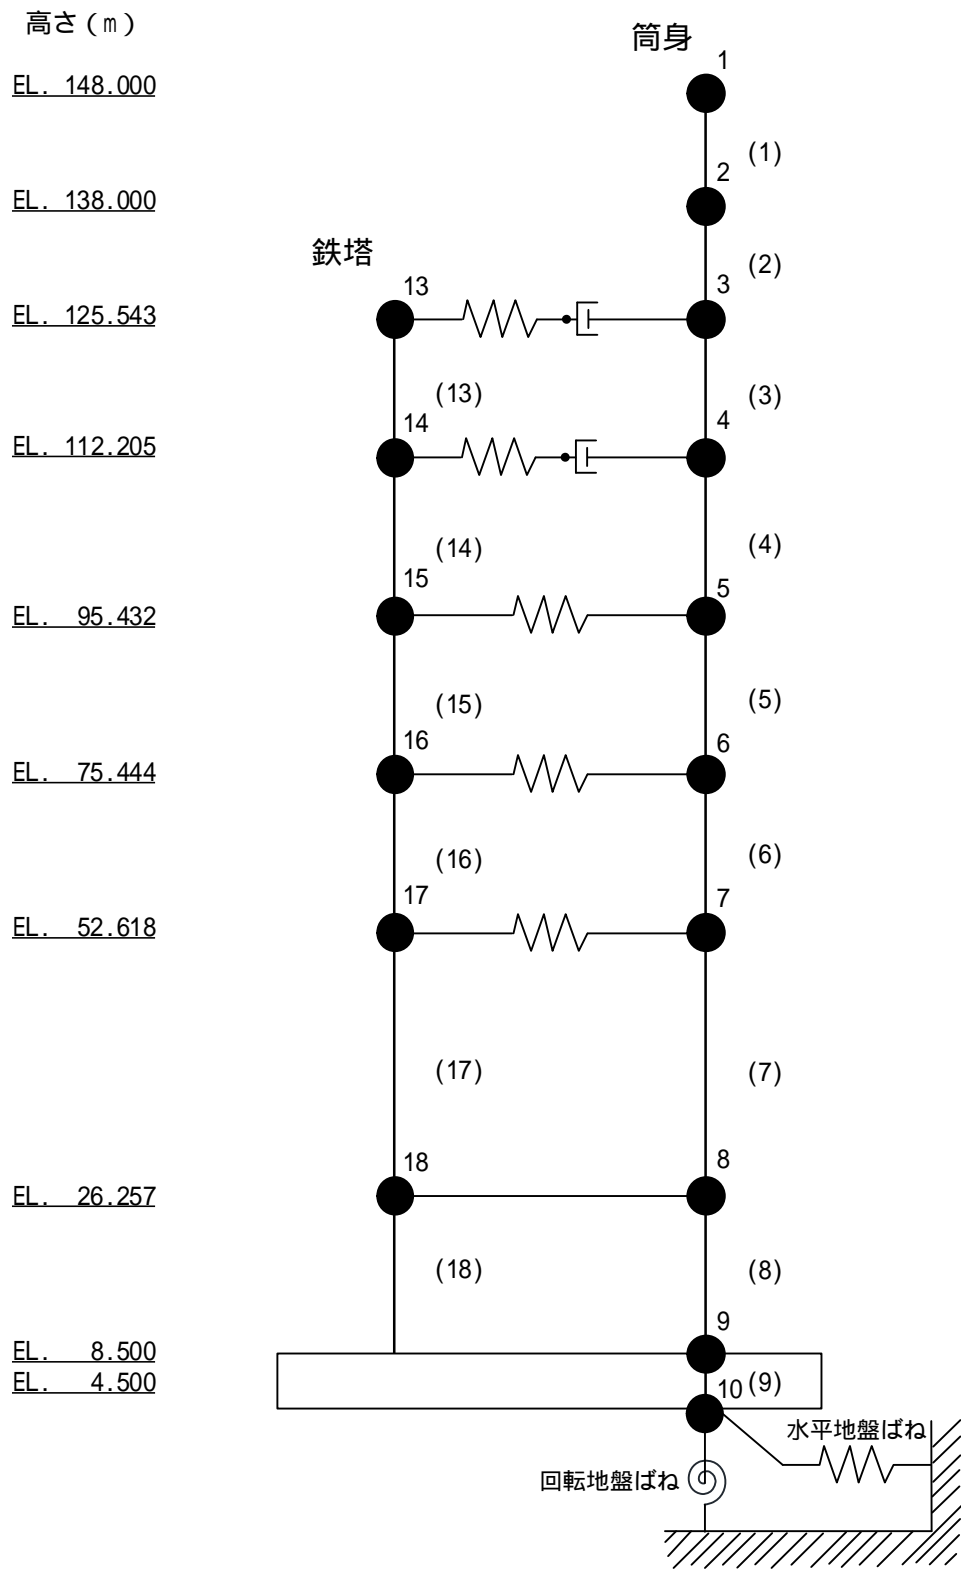 高さ(m)
筒身
1
EL. 148.000
(1)
2
EL. 138.000
鉄塔
(2)
13
3
EL. 125.543
(13)
(3)
14
4
EL. 112.205
(14)
(4)
15
5
EL. 95.432
(15)
(5)
16
6
EL. 75.444
(16)
(6)
17
7
EL. 52.618
(17)
(7)
18
8
EL. 26.257
(18)
(8)
9
EL. 8.500
EL. 4.500
10
(9)
水平地盤ばね
回転地盤ばね